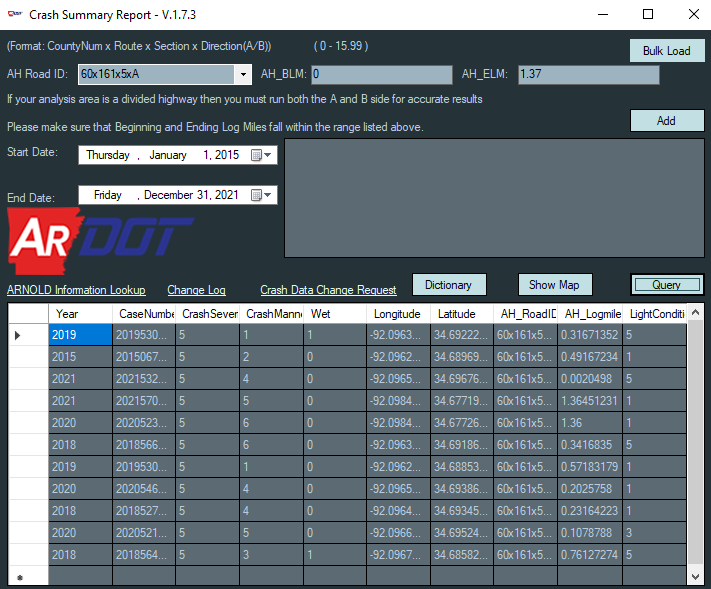 Crash Summary Report - V.1.7.3
(Format: CountyNum x Route x Section x Direction(A/B)) ( 0 - 15.99 )
Bulk Load
AH Road ID: 60x161x5xA AH_BLM: 0 AH_ELM: 1.37
If your analysis area is a divided highway then you must run both the A and B side for accurate results
Add
Please make sure that Beginning and Ending Log Miles fall within the range listed above.
Start Date: Thursday , January 1, 2015
End Date: Friday , December 31, 2021
ARDOT
ARNOLD Information Lookup Change Log Crash Data Change Request Dictionary Show Map Query
Year CaseNumbe CrashSever CrashManne Wet Longitude Latitude AH_RoadID AH_Logmile LightConditi
2019 2019530... 5 1 1 -92.0963... 34.69222... 60x161x5... 0.31671352 5
2015 2015067... 5 2 0 -92.0962... 34.68969... 60x161x5... 0.49167234 1
2021 2021532... 5 4 0 -92.0965... 34.69676... 60x161x5... 0.0020498 5
2021 2021570... 5 5 0 -92.0984... 34.67719... 60x161x5... 1.36451231 1
2020 2020523... 5 6 0 -92.0984... 34.67726... 60x161x5... 1.36 1
2018 2018566... 5 6 0 -92.0963... 34.69186... 60x161x5... 0.3416835 5
2019 2019530... 5 1 0 -92.0962... 34.68853... 60x161x5... 0.57183179 1
2020 2020546... 5 4 0 -92.0965... 34.69386... 60x161x5... 0.2025758 1
2018 2018527... 5 4 0 -92.0964... 34.69345... 60x161x5... 0.23164223 1
2020 2020521... 5 5 0 -92.0966... 34.69524... 60x161x5... 0.1078788 3
2018 2018564... 5 3 1 -92.0967... 34.68582... 60x161x5... 0.76127274 5